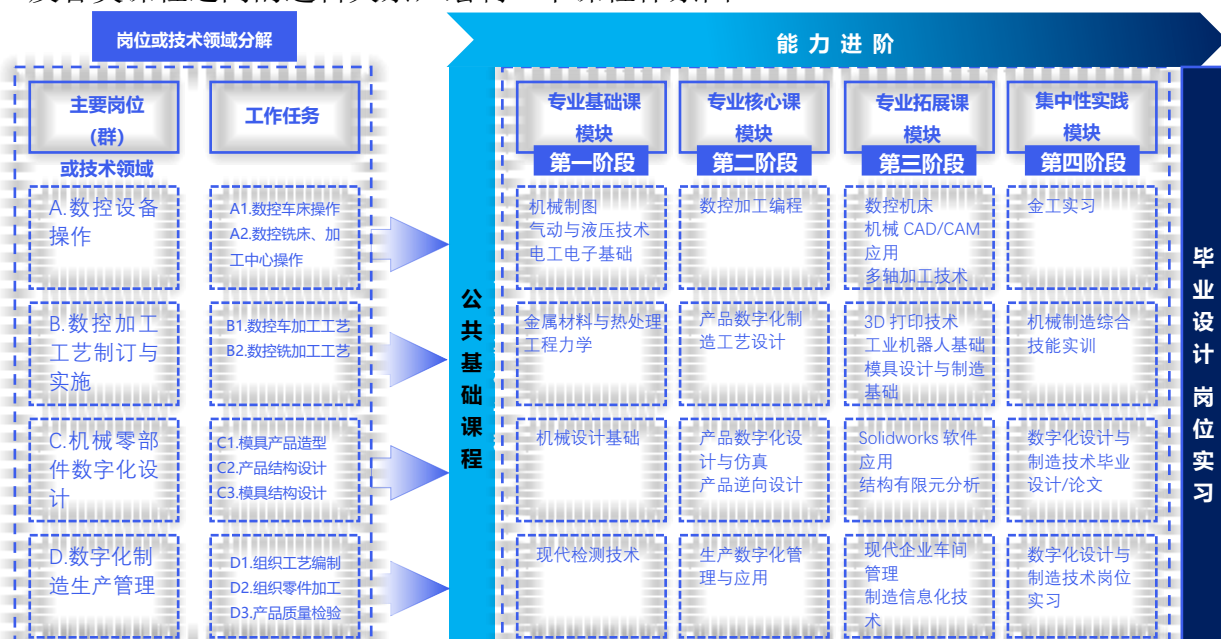 岗位或技术领域分解
能力进阶
主要岗位
(群)
或技术领域
工作任务
专业基础课
模块
第一阶段
专业核心课
模块
第二阶段
专业拓展课
模块
第三阶段
集中性实践
模块
第四阶段
A.数控设备
操作
A1.数控车床操作
A2.数控铣床、加
工中心操作
机械制图
气动与液压技术
电工电子基础
数控加工编程
数控机床
机械 CAD/CAM
应用
多轴加工技术
金工实习
B.数控加工
工艺制订与
实施
B1.数控车加工工艺
B2.数控铣加工工艺
金属材料与热处理
工程力学
产品数字化制
造工艺设计
3D 打印技术
工业机器人基础
模具设计与制造
基础
机械制造综合
技能实训
C.机械零部
件数字化设
计
C1.模具产品造型
C2.产品结构设计
C3.模具结构设计
机械设计基础
产品数字化设
计与仿真
产品逆向设计
Solidworks 软件
应用
结构有限元分析
数字化设计与
制造技术毕业
设计/论文
D.数字化制
造生产管理
D1.组织工艺编制
D2.组织零件加工
D3.产品质量检验
现代检测技术
生产数字化管
理与应用
现代企业车间
管理
制造信息化技
术
数字化设计与
制造技术岗位
实习
公共基础课程
毕业设计 岗位实习